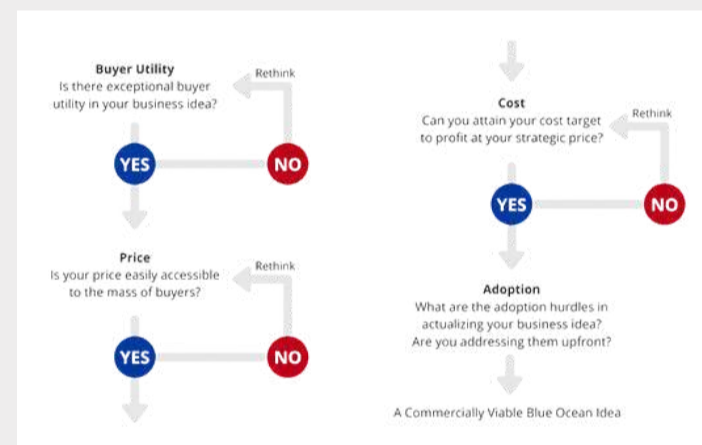 Buyer Utility
Is there exceptional buyer
utility in your business idea?
Rethink
YES
NO
Price
Is your price easily accessible
to the mass of buyers?
Rethink
YES
NO
Cost
Can you attain your cost target
to profit at your strategic price?
Rethink
YES
NO
Adoption
What are the adoption hurdles in
actualizing your business idea?
Are you addressing them upfront?
A Commercially Viable Blue Ocean Idea